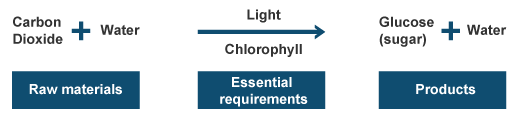 Carbon Dioxide + Water
Light
Chlorophyll
Glucose (sugar) + Water
Raw materials
Essential requirements
Products